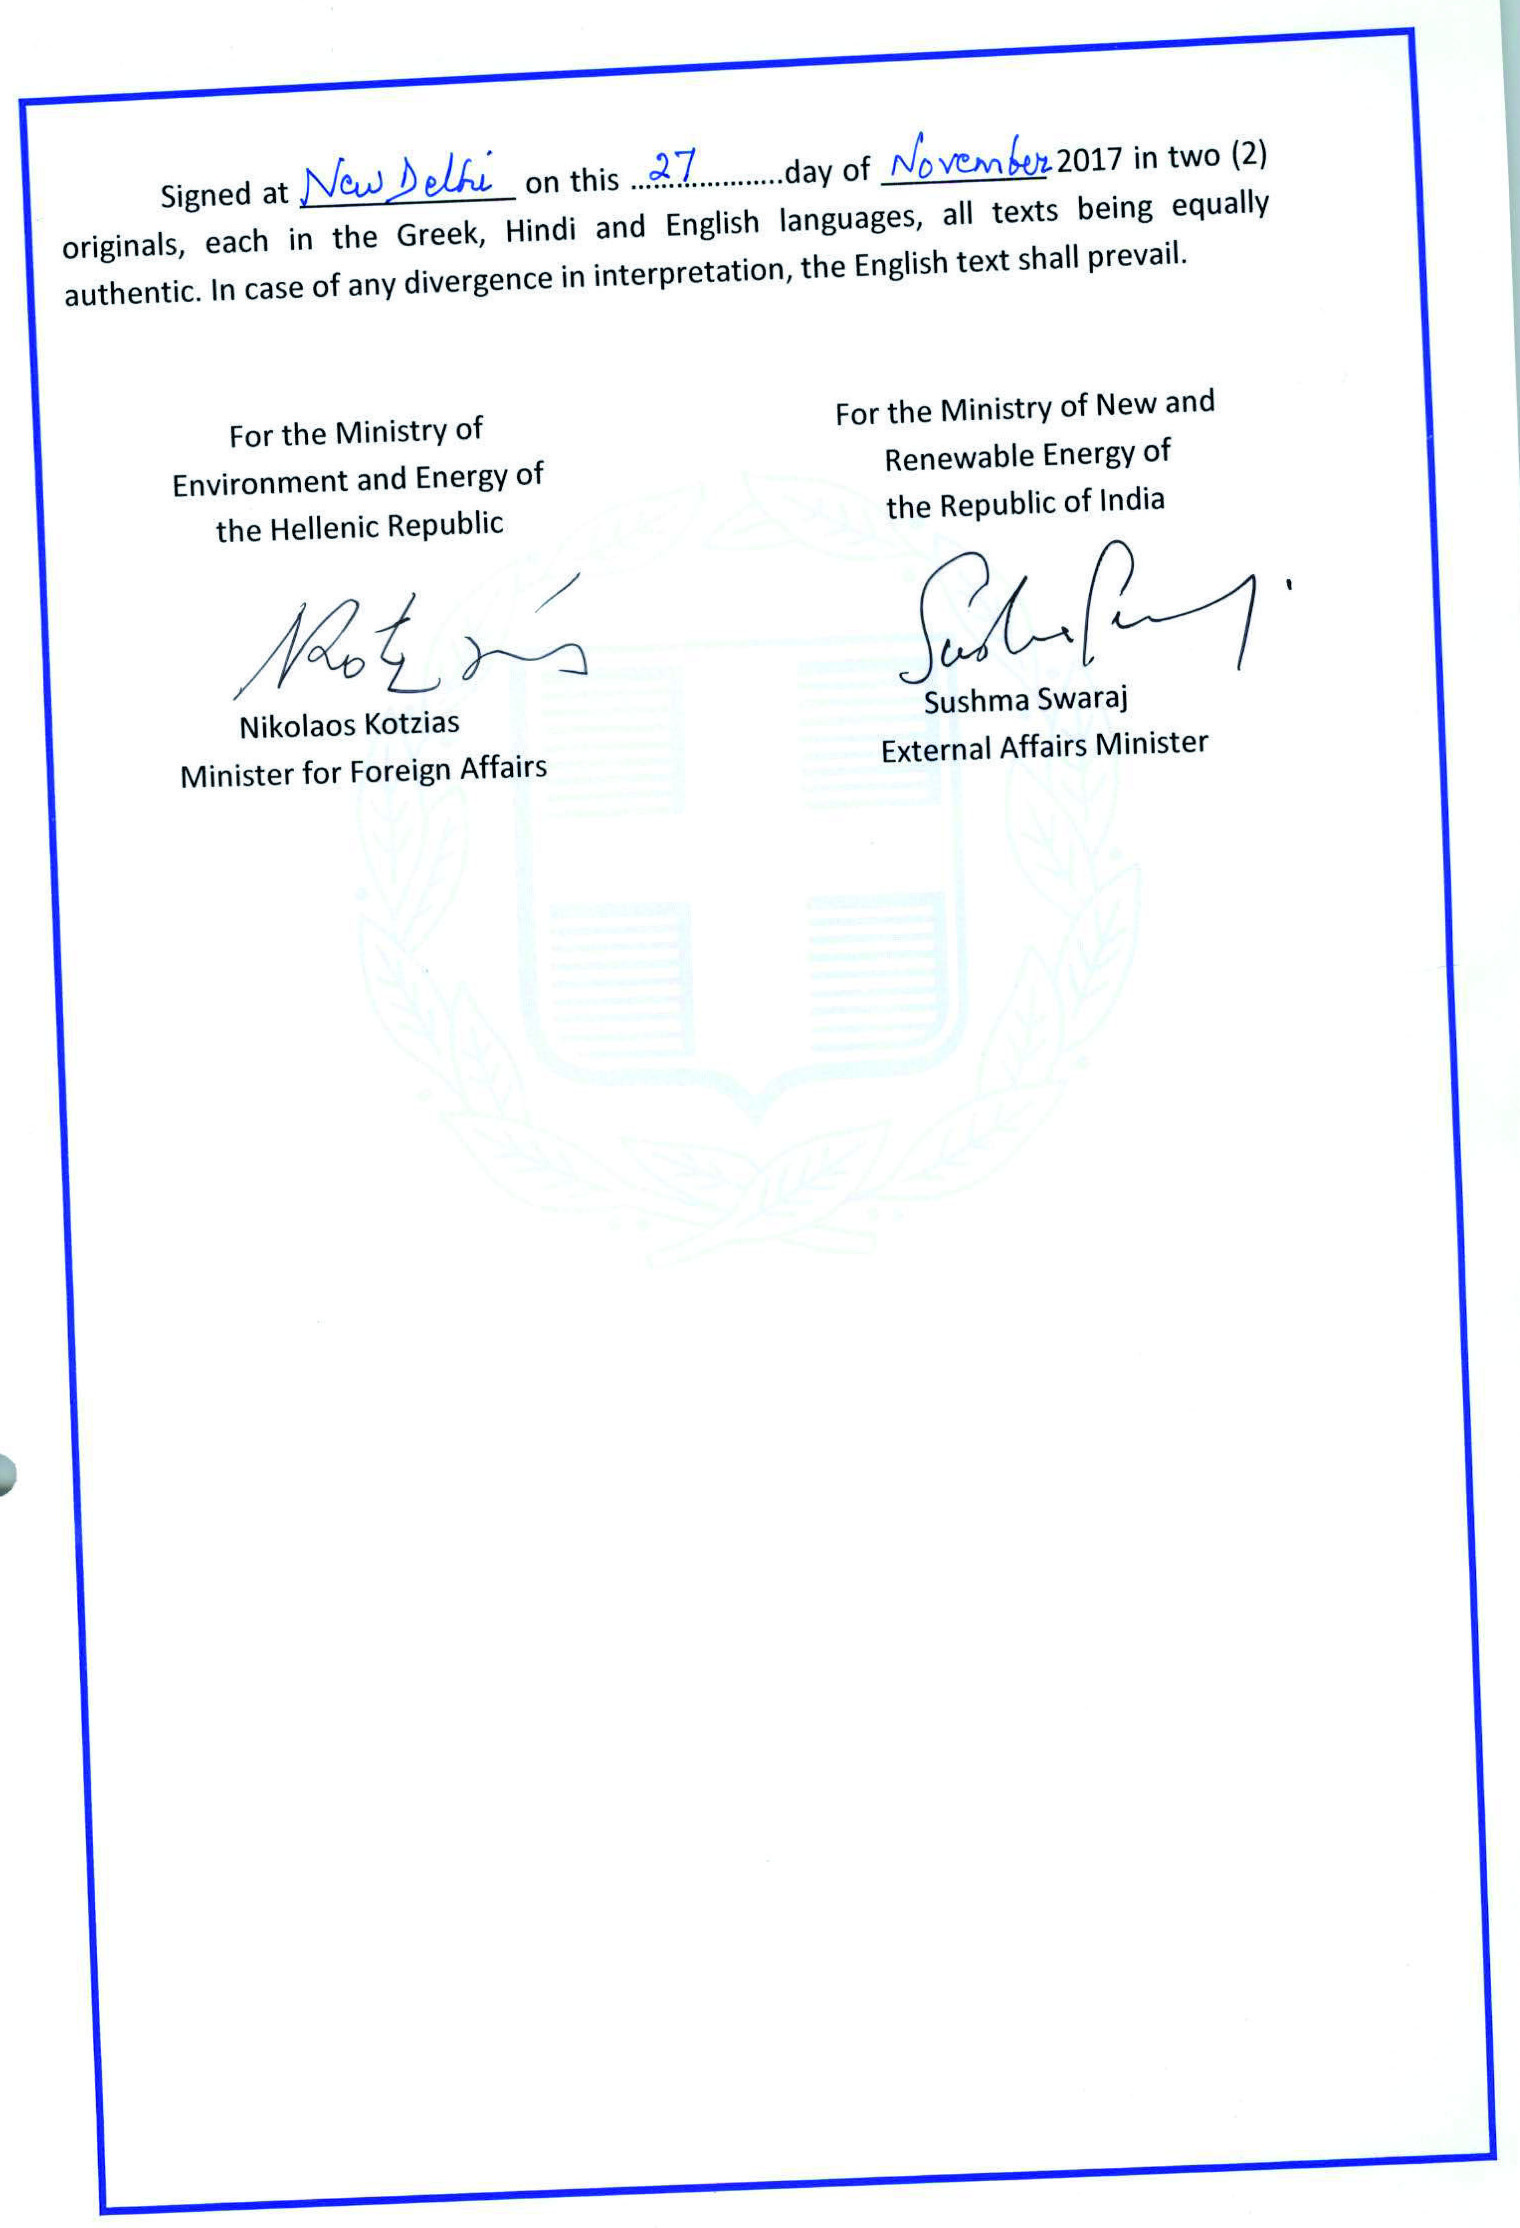 Signed at New Delhi on this ....27..................day of November 2017 in two (2)
originals, each in the Greek, Hindi and English languages, all texts being equally
authentic. In case of any divergence in interpretation, the English text shall prevail.
For the Ministry of
Environment and Energy of
the Hellenic Republic
Nikolaos Kotzias
Minister for Foreign Affairs
For the Ministry of New and
Renewable Energy of
the Republic of India
Sushma Swaraj
External Affairs Minister